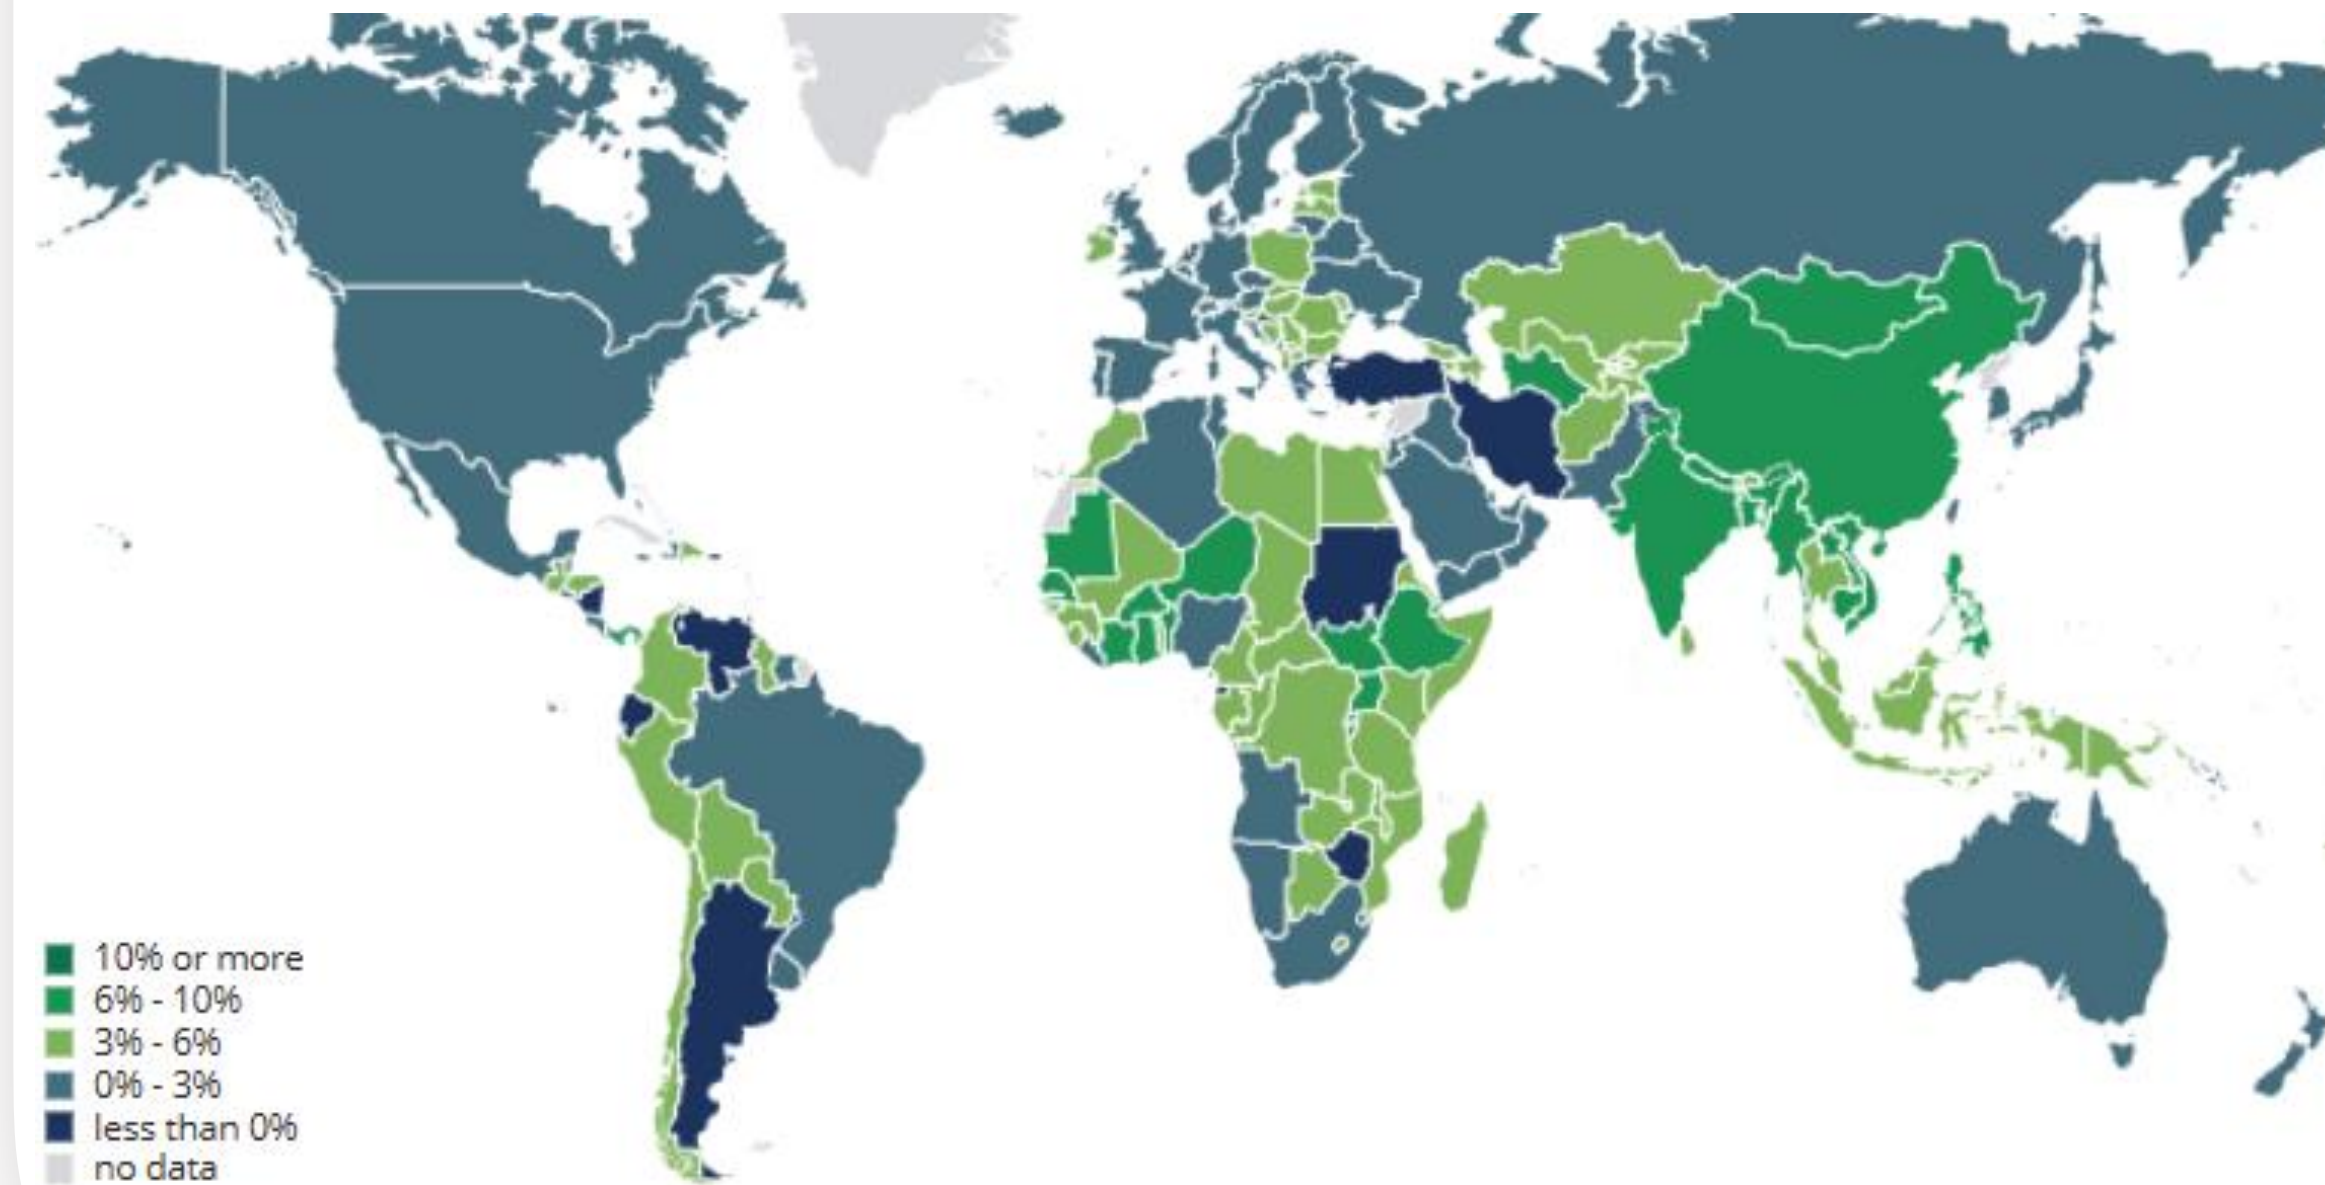 10% or more
6% - 10%
3% - 6%
0% - 3%
less than 0%
no data